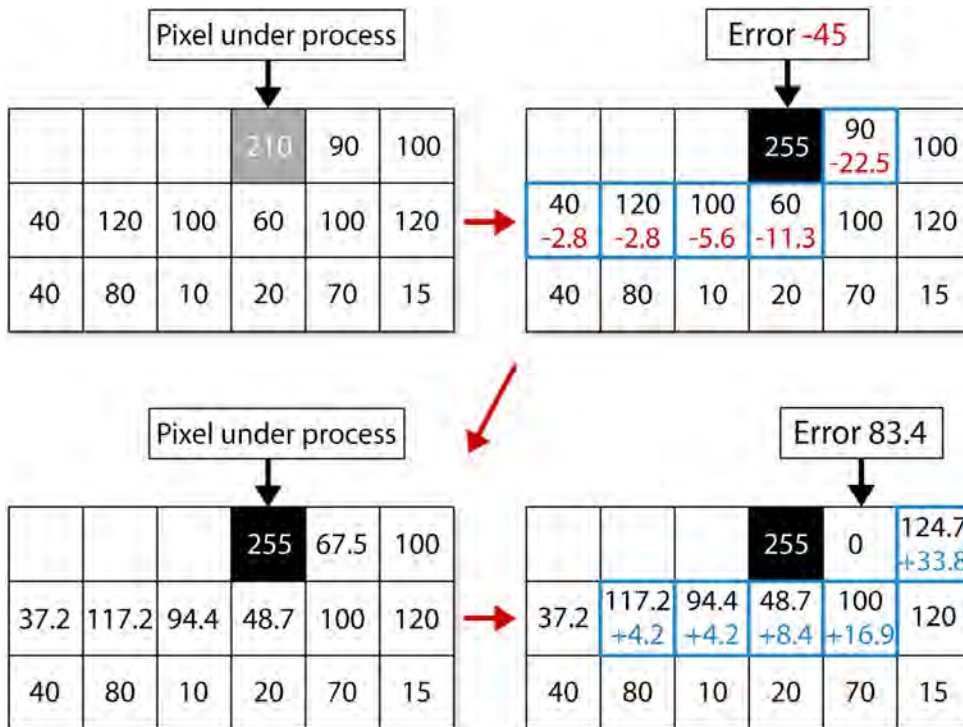 Pixel under process
Error -45
210 90 100
40 120 100 60 100 120
40 80 10 20 70 15
255 90 100
-22.5
40 120 100 60 100 120
-2.8 -2.8 -5.6 -11.3
40 80 10 20 70 15
Pixel under process
Error 83.4
255 67.5 100
37.2 117.2 94.4 48.7 100 120
40 80 10 20 70 15
255 0 124.7
+33.8
37.2 117.2 94.4 48.7 100 120
+4.2 +4.2 +8.4 +16.9
40 80 10 20 70 15